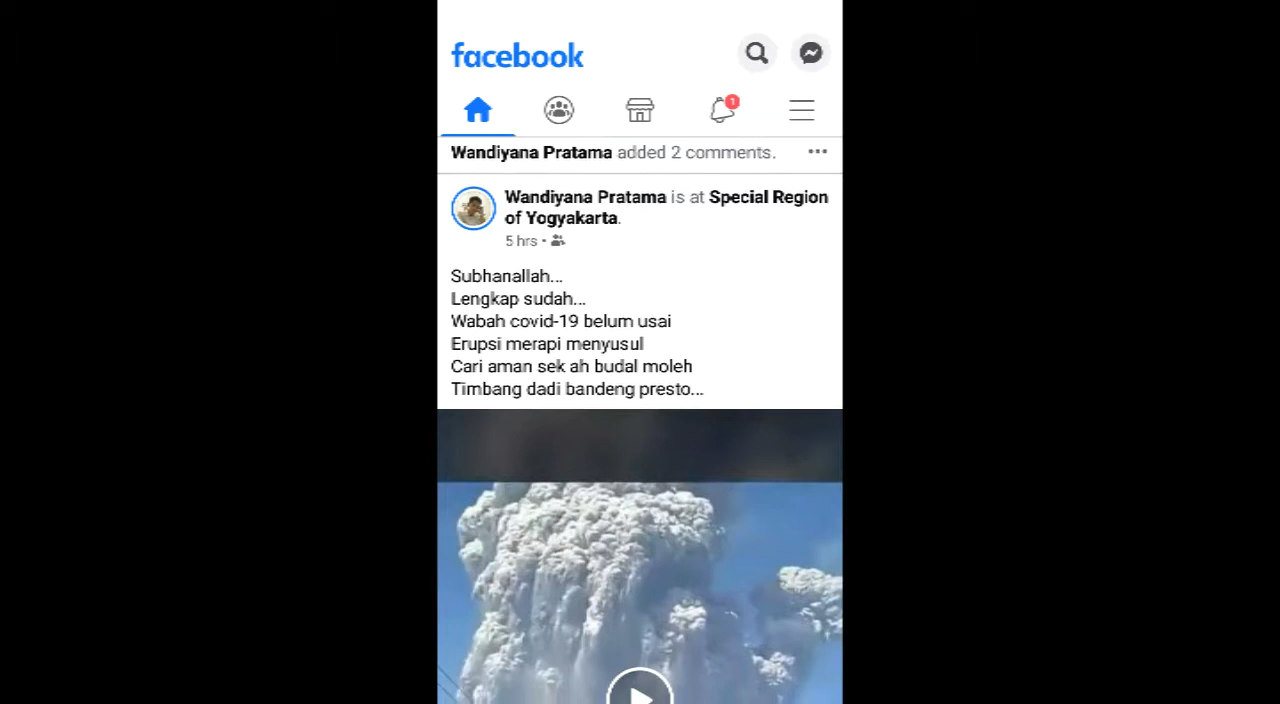 facebook
1
Wandiyana Pratama added 2 comments.
Wandiyana Pratama is at Special Region
of Yogyakarta.
5 hrs
Subhanallah...
Lengkap sudah...
Wabah covid-19 belum usai
Erupsi merapi menyusul
Cari aman sek ah budal moleh
Timbang dadi bandeng presto...